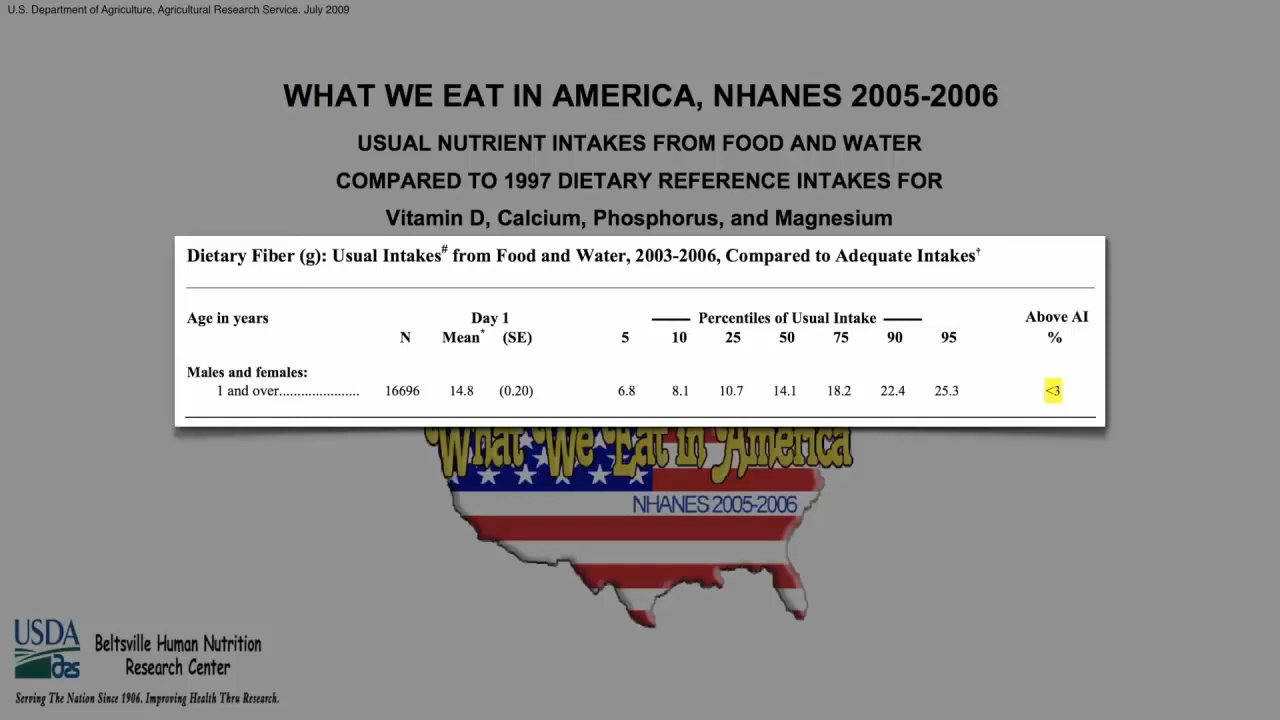 U.S. Department of Agriculture, Agricultural Research Service. July 2009
WHAT WE EAT IN AMERICA, NHANES 2005-2006
USUAL NUTRIENT INTAKES FROM FOOD AND WATER
COMPARED TO 1997 DIETARY REFERENCE INTAKES FOR
Vitamin D, Calcium, Phosphorus, and Magnesium
Dietary Fiber (g): Usual Intakes# from Food and Water, 2003-2006, Compared to Adequate Intakes†
Age in years Day 1 Percentiles of Usual Intake Above AI
N Mean* (SE) 5 10 25 50 75 90 95 %
Males and females:
1 and over...................... 16696 14.8 (0.20) 6.8 8.1 10.7 14.1 18.2 22.4 25.3 <3
What We Eat in America
NHANES 2005-2006
USDA
ars
Beltsville Human Nutrition
Research Center
Serving The Nation Since 1906. Improving Health Thru Research.